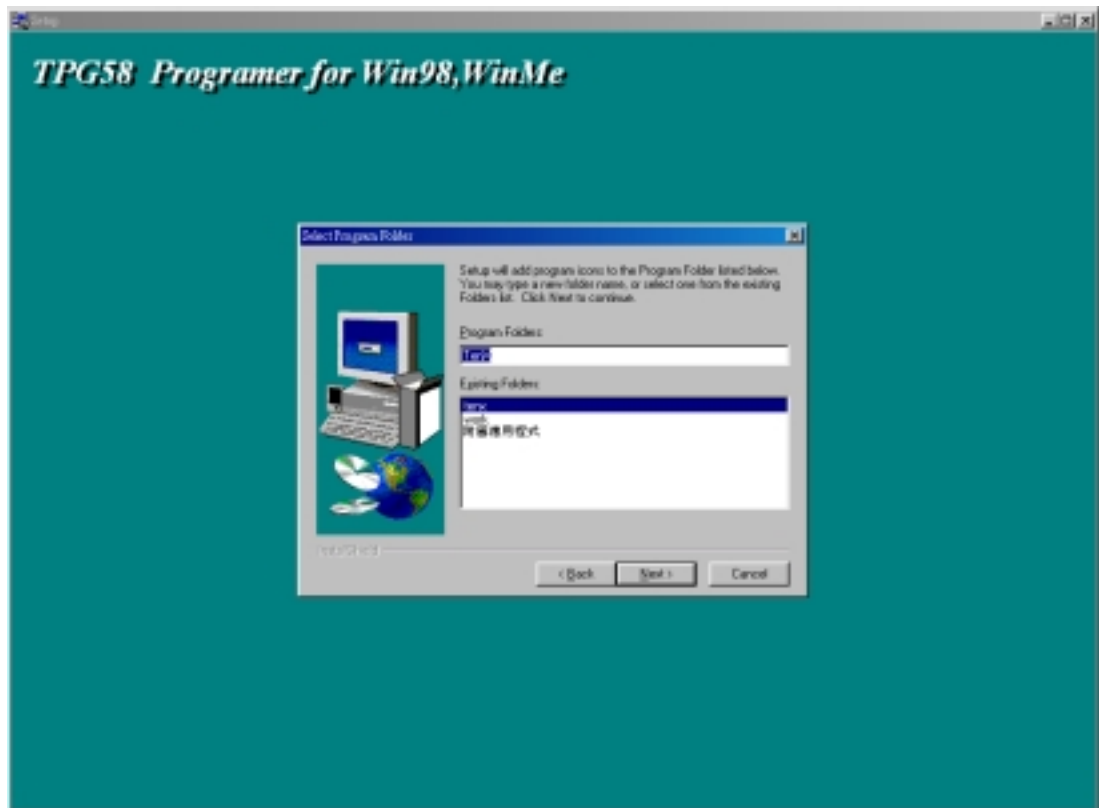 Setup
TPG58 Programer for Win98,WinMe
Select Program Folder
Setup will add program icons to the Program Folder listed below.
You may type a new folder name, or select one from the existing
Folders list. Click Next to continue.
Program Folders:
Existing Folders:
附屬應用程式
InstallShield
< Back
Next >
Cancel